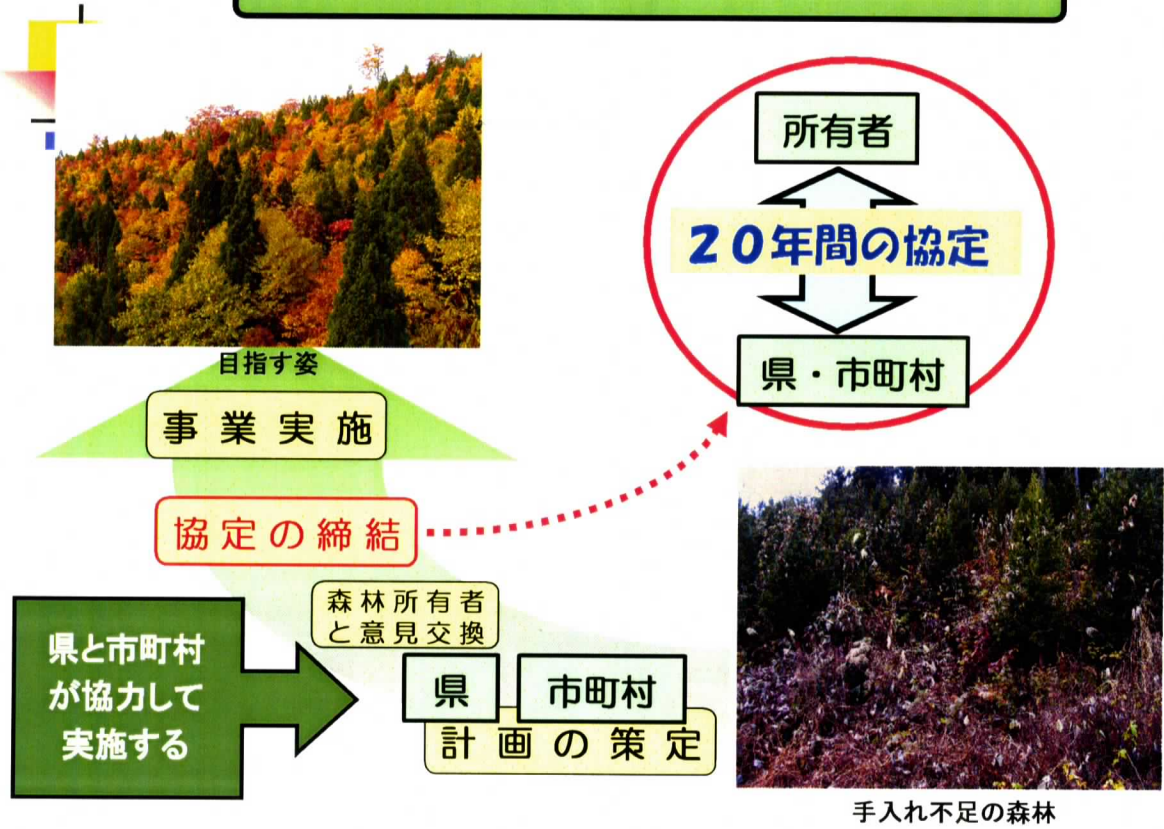 所有者
20年間の協定
県・市町村
目指す姿
事業実施
協定の締結
森林所有者
と意見交換
県と市町村
が協力して
実施する
県
市町村
計画の策定
手入れ不足の森林